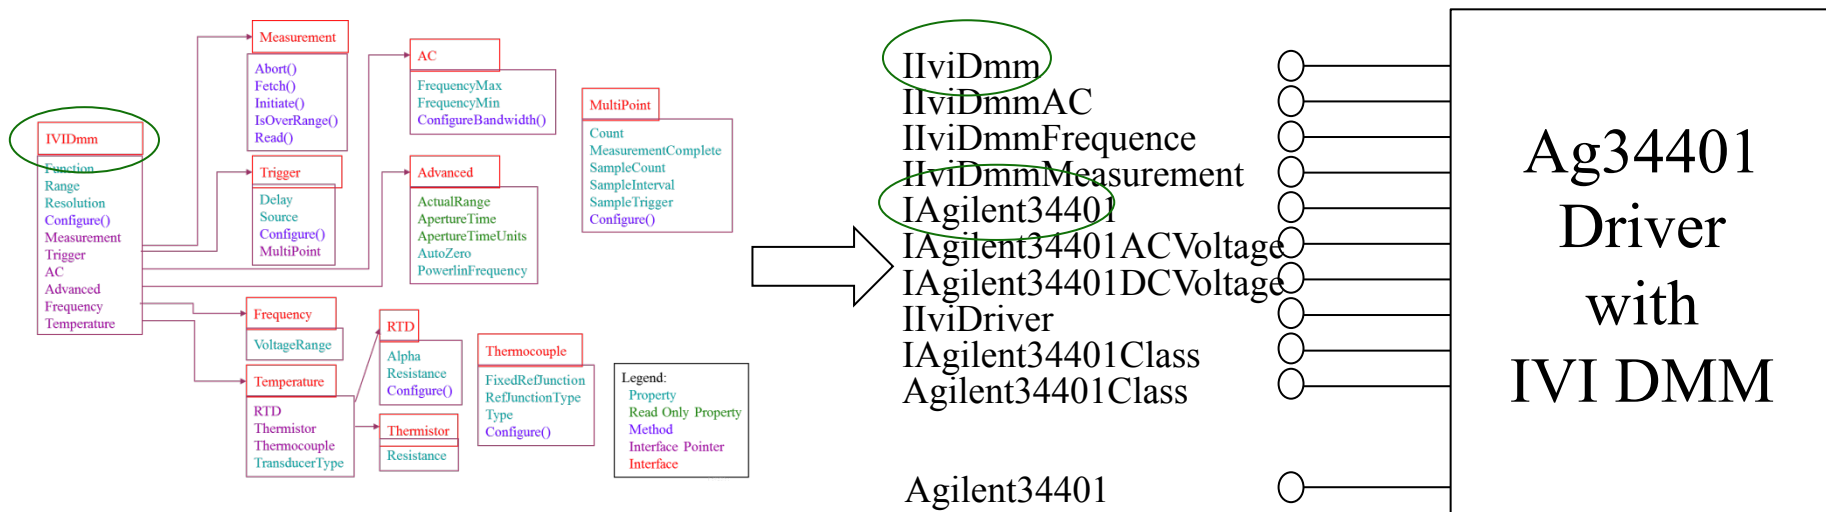 IVIDmm
Function
Range
Resolution
Configure()
Measurement
Trigger
AC
Advanced
Frequency
Temperature
Measurement
Abort()
Fetch()
Initiate()
IsOverRange()
Read()
Trigger
Delay
Source
Configure()
MultiPoint
AC
FrequencyMax
FrequencyMin
ConfigureBandwidth()
Advanced
ActualRange
ApertureTime
ApertureTimeUnits
AutoZero
PowerlinFrequency
MultiPoint
Count
MeasurementComplete
SampleCount
SampleInterval
SampleTrigger
Configure()
Frequency
VoltageRange
Temperature
RTD
Thermistor
Thermocouple
TransducerType
RTD
Alpha
Resistance
Configure()
Thermistor
Resistance
Thermocouple
FixedRefJunction
RefJunctionType
Type
Configure()
Legend:
Property
Read Only Property
Method
Interface Pointer
Interface
IIviDmm
IIviDmmAC
IIviDmmFrequence
IIviDmmMeasurement
IAgilent34401
IAgilent34401ACVoltage
IAgilent34401DCVoltage
IIviDriver
IAgilent34401Class
Agilent34401Class
Agilent34401
Ag34401
Driver
with
IVI DMM